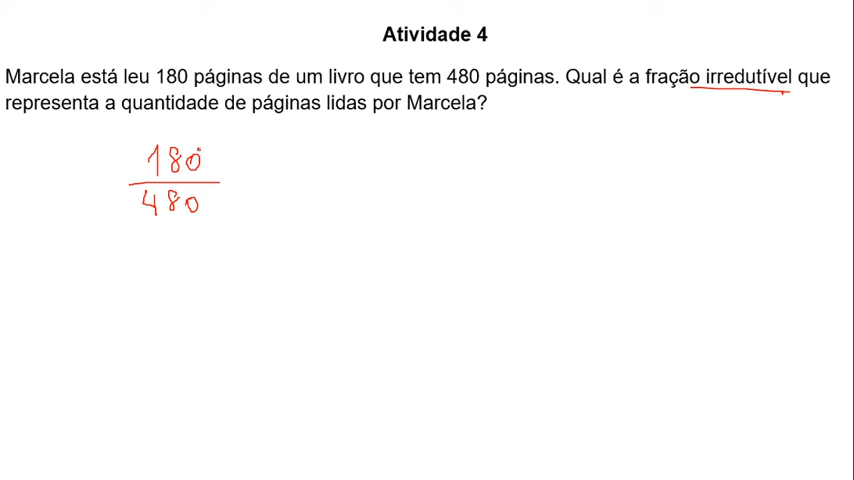 Atividade 4
Marcela está leu 180 páginas de um livro que tem 480 páginas. Qual é a fração irredutível que
representa a quantidade de páginas lidas por Marcela?
180
480